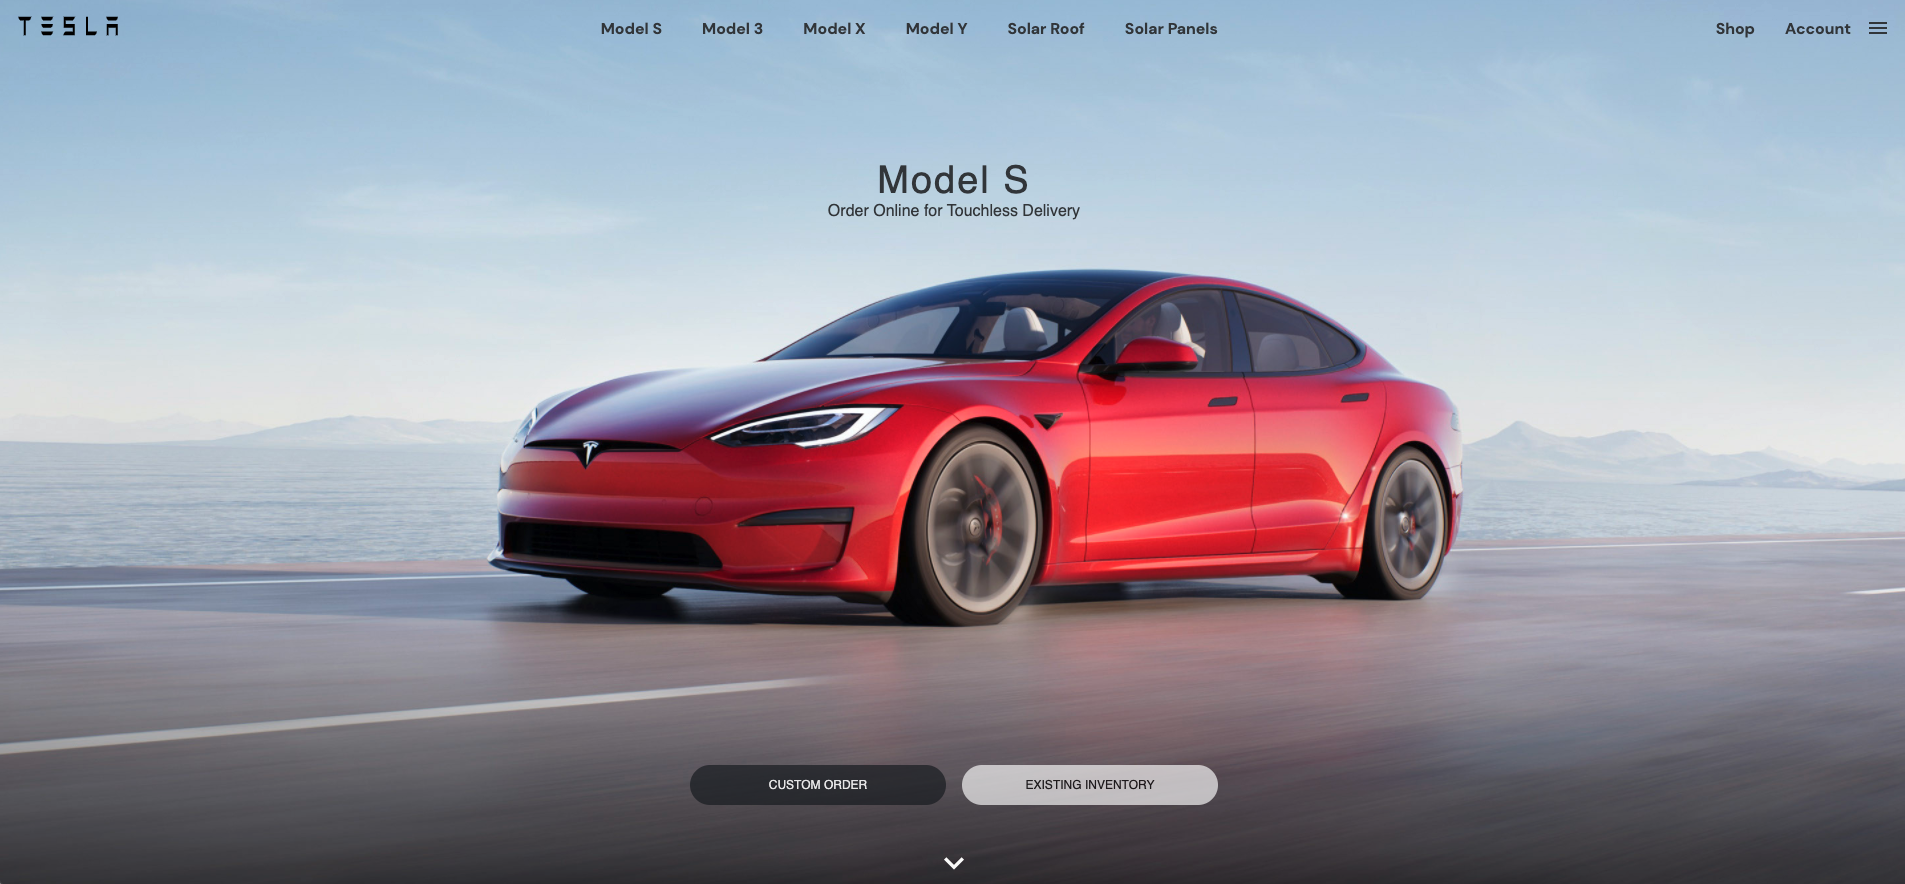 TESLA
Model S Model 3 Model X Model Y Solar Roof Solar Panels
Shop Account
Model S
Order Online for Touchless Delivery
CUSTOM ORDER
EXISTING INVENTORY